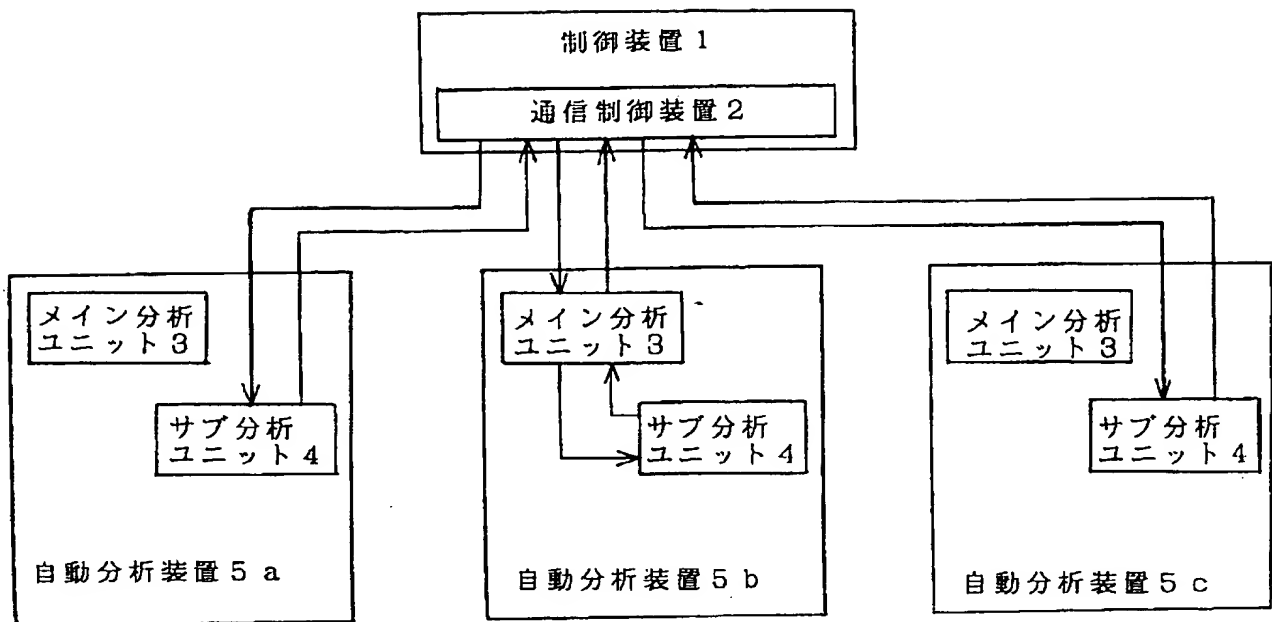 制御装置1
通信制御装置2
メイン分析
ユニット3
サブ分析
ユニット4
自動分析装置5a
メイン分析
ユニット3
サブ分析
ユニット4
自動分析装置5b
メイン分析
ユニット3
サブ分析
ユニット4
自動分析装置5c